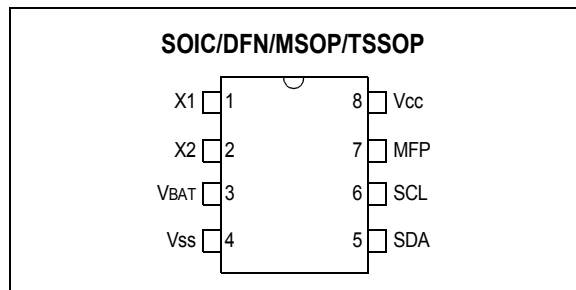 SOIC/DFN/MSOP/TSSOP
X1 1 8 Vcc
X2 2 7 MFP
VBAT 3 6 SCL
Vss 4 5 SDA